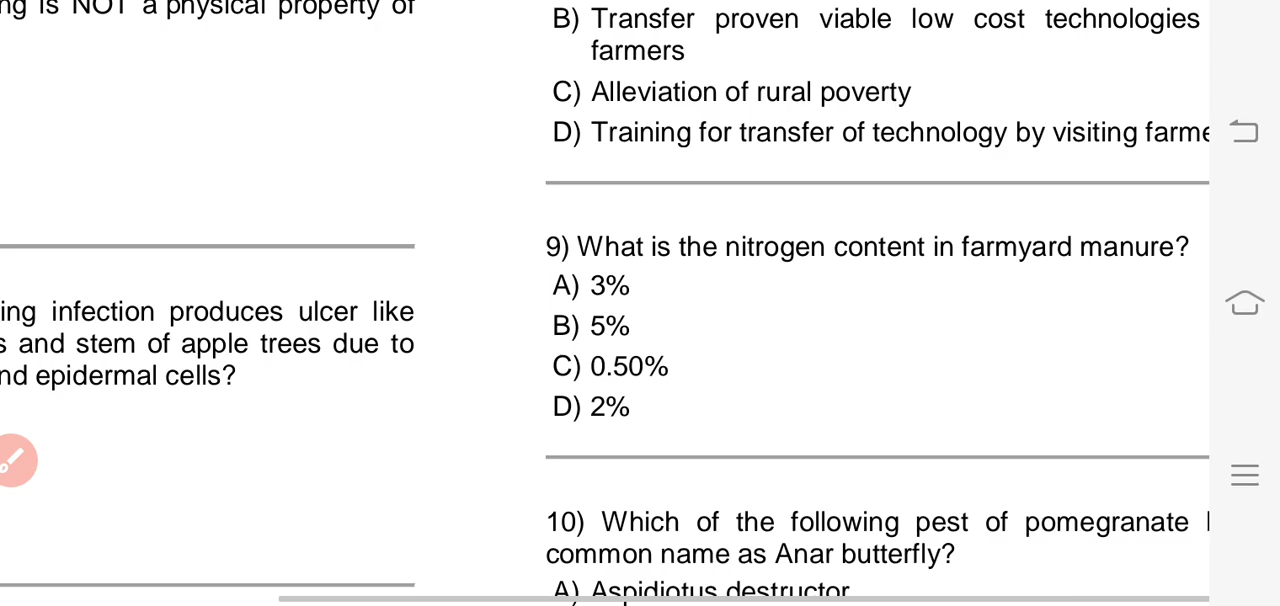 ng is NOT a physical property of
ing infection produces ulcer like
s and stem of apple trees due to
nd epidermal cells?
B) Transfer proven viable low cost technologies
farmers
C) Alleviation of rural poverty
D) Training for transfer of technology by visiting farme
9) What is the nitrogen content in farmyard manure?
A) 3%
B) 5%
C) 0.50%
D) 2%
10) Which of the following pest of pomegranate
common name as Anar butterfly?
A) Aspidiotus destructor